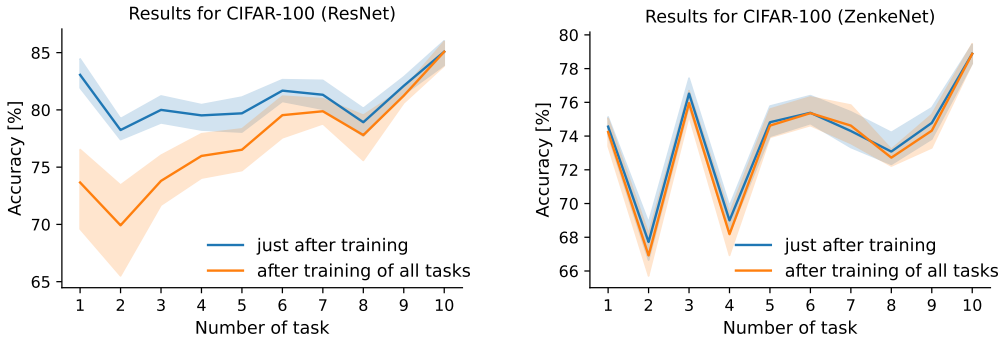 Results for CIFAR-100 (ResNet)
Accuracy [%]
85
80
75
70
65
just after training
after training of all tasks
1 2 3 4 5 6 7 8 9 10
Number of task
Results for CIFAR-100 (ZenkeNet)
Accuracy [%]
80
78
76
74
72
70
68
66
just after training
after training of all tasks
1 2 3 4 5 6 7 8 9 10
Number of task